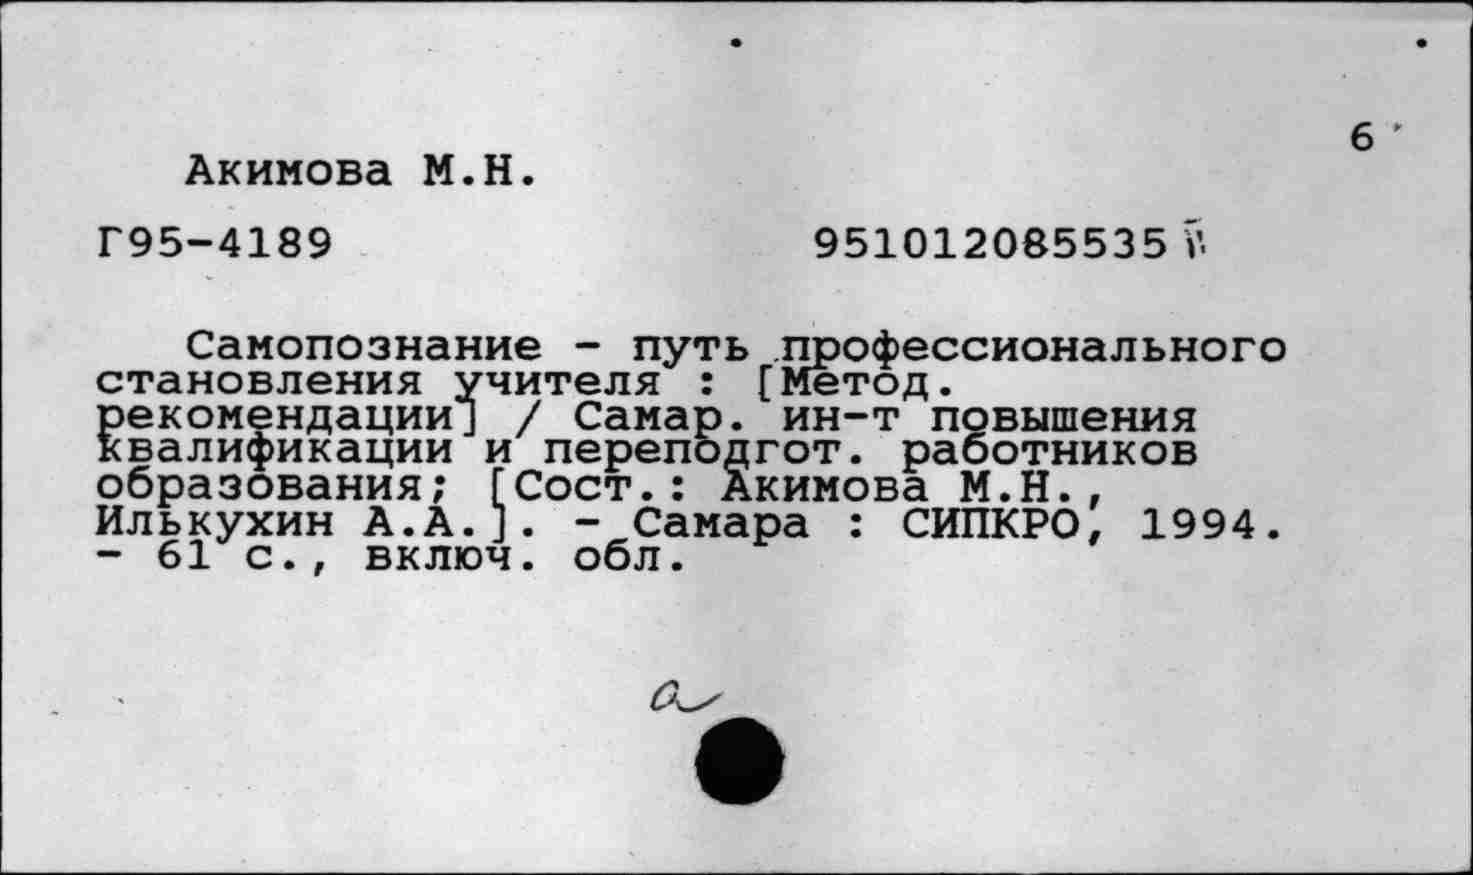 6
Акимова М.Н.
Г95-4189 951012085535
Самопознание - путь профессионального
становления учителя : [Метод.
рекомендации] / Самар. ин-т повышения
квалификации и переподгот. работников
образования; [Сост.: Акимова М.Н.,
Илькухин А.А.]. - Самара : СИПКРО, 1994.
- 61 с., включ. обл.